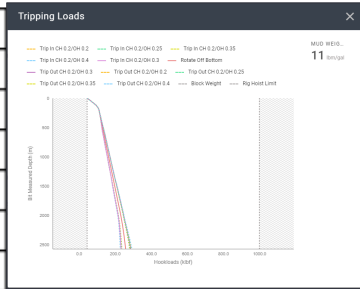 Tripping Loads
Trip In CH 0.2/OH 0.2 Trip In CH 0.2/OH 0.25 Trip In CH 0.2/OH 0.35
Trip In CH 0.2/OH 0.4 Trip In CH 0.2/OH 0.3 Rotate Off Bottom
Trip Out CH 0.2/OH 0.3 Trip Out CH 0.2/OH 0.2 Trip Out CH 0.2/OH 0.25
Trip Out CH 0.2/OH 0.35 Trip Out CH 0.2/OH 0.4 Block Weight Rig Hoist Limit
MUD WEIG...
11 lbm/gal
0
500
1000
1500
2000
2500
Bit Measured Depth (m)
0.0 200.0 400.0 600.0 800.0 1000.0
Hookloads (klbf)